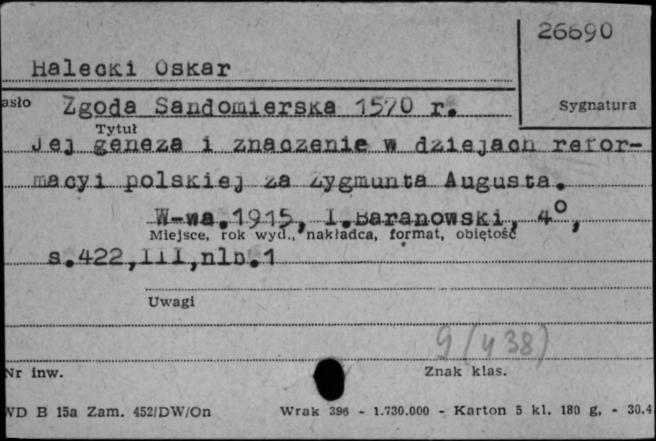 26690
Halecki Oskar
asło Zgoda Sandomierska 1570 r. Sygnatura
Tytuł
Jej geneza i znaczenie w dziejach refor-
macyi polskiej za Zygmunta Augusta.
W-wa.1915, I.Baranowski, 4°,
Miejsce, rok wyd., nakładca, format, obiętość
s.422,III,nlb.1
Uwagi
9(438)
Nr inw. Znak klas.
WD B 15a Zam. 452/DW/On Wrak 396 - 1.730.000 - Karton 5 kl. 180 g, - 30.4